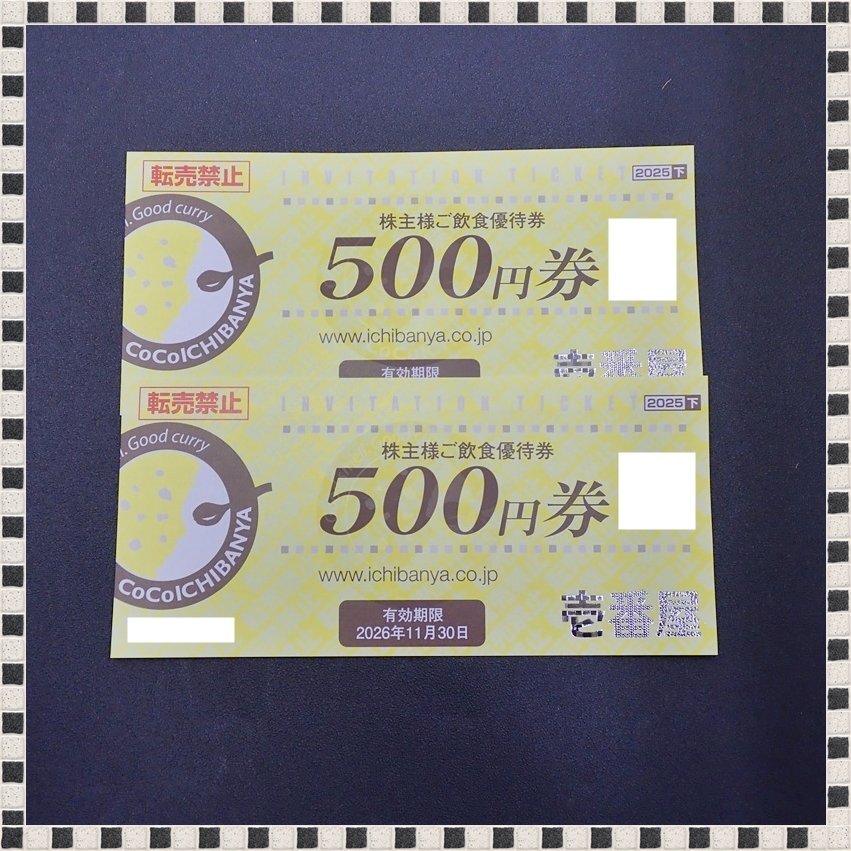 転売禁止
INVITATION TICKET
2025下
. Good curry
CoCoICHIBANYA
株主様ご飲食優待券
500円券
www.ichibanya.co.jp
有効期限
壱番屋
転売禁止
INVITATION TICKET
2025下
. Good curry
CoCoICHIBANYA
株主様ご飲食優待券
500円券
www.ichibanya.co.jp
有効期限
2026年11月30日
壱番屋